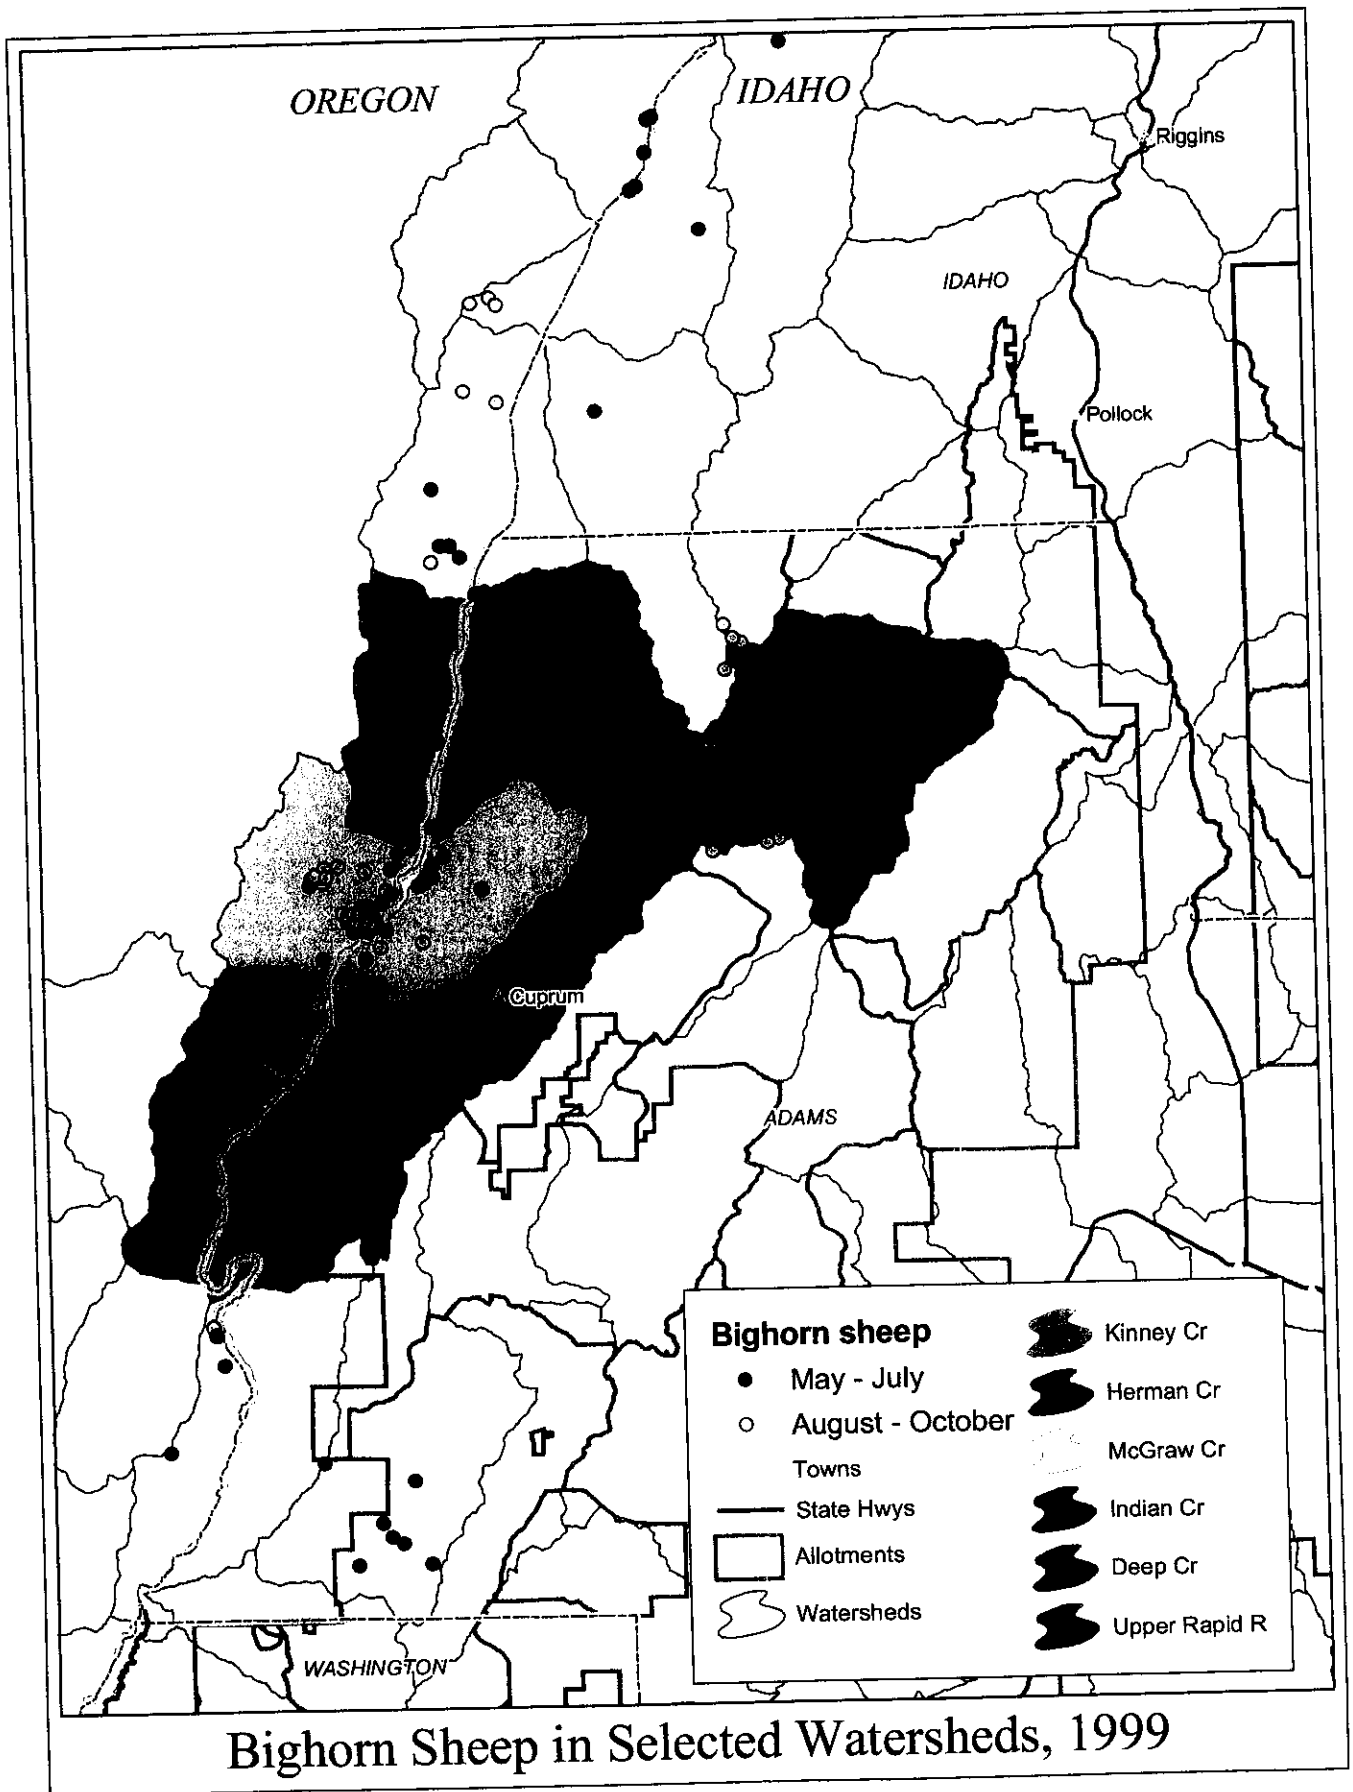 OREGON
IDAHO
Riggins
IDAHO
Pollock
Cuprum
ADAMS
WASHINGTON
Bighorn sheep
May - July
August - October
Towns
State Hwys
Allotments
Watersheds
Kinney Cr
Herman Cr
McGraw Cr
Indian Cr
Deep Cr
Upper Rapid R
Bighorn Sheep in Selected Watersheds, 1999